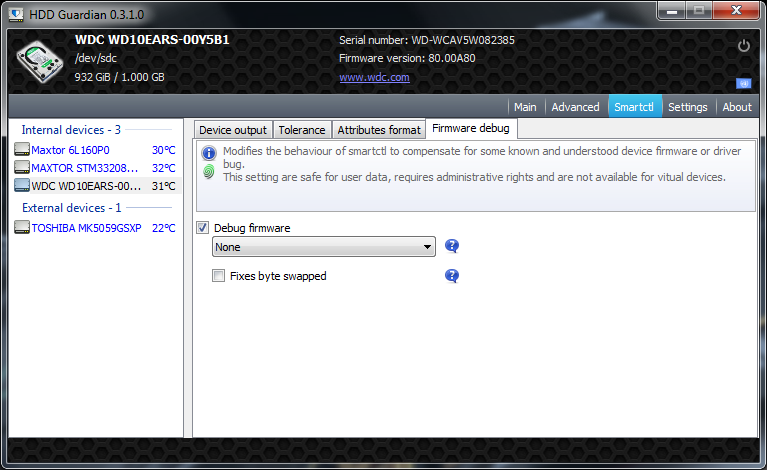 HDD Guardian 0.3.1.0
WDC WD10EARS-00Y5B1
/dev/sdc
932 GiB / 1.000 GB
Serial number: WD-WCAV5W082385
Firmware version: 80.00A80
www.wdc.com
Main
Advanced
Smartctl
Settings
About
Internal devices - 3
Maxtor 6L160P0 30°C
MAXTOR STM33208... 32°C
WDC WD10EARS-00... 31°C
External devices - 1
TOSHIBA MK5059GSXP 22°C
Device output
Tolerance
Attributes format
Firmware debug
Modifies the behaviour of smartctl to compensate for some known and understood device firmware or driver
bug.
This setting are safe for user data, requires administrative rights and are not available for vitual devices.
Debug firmware
None
Fixes byte swapped